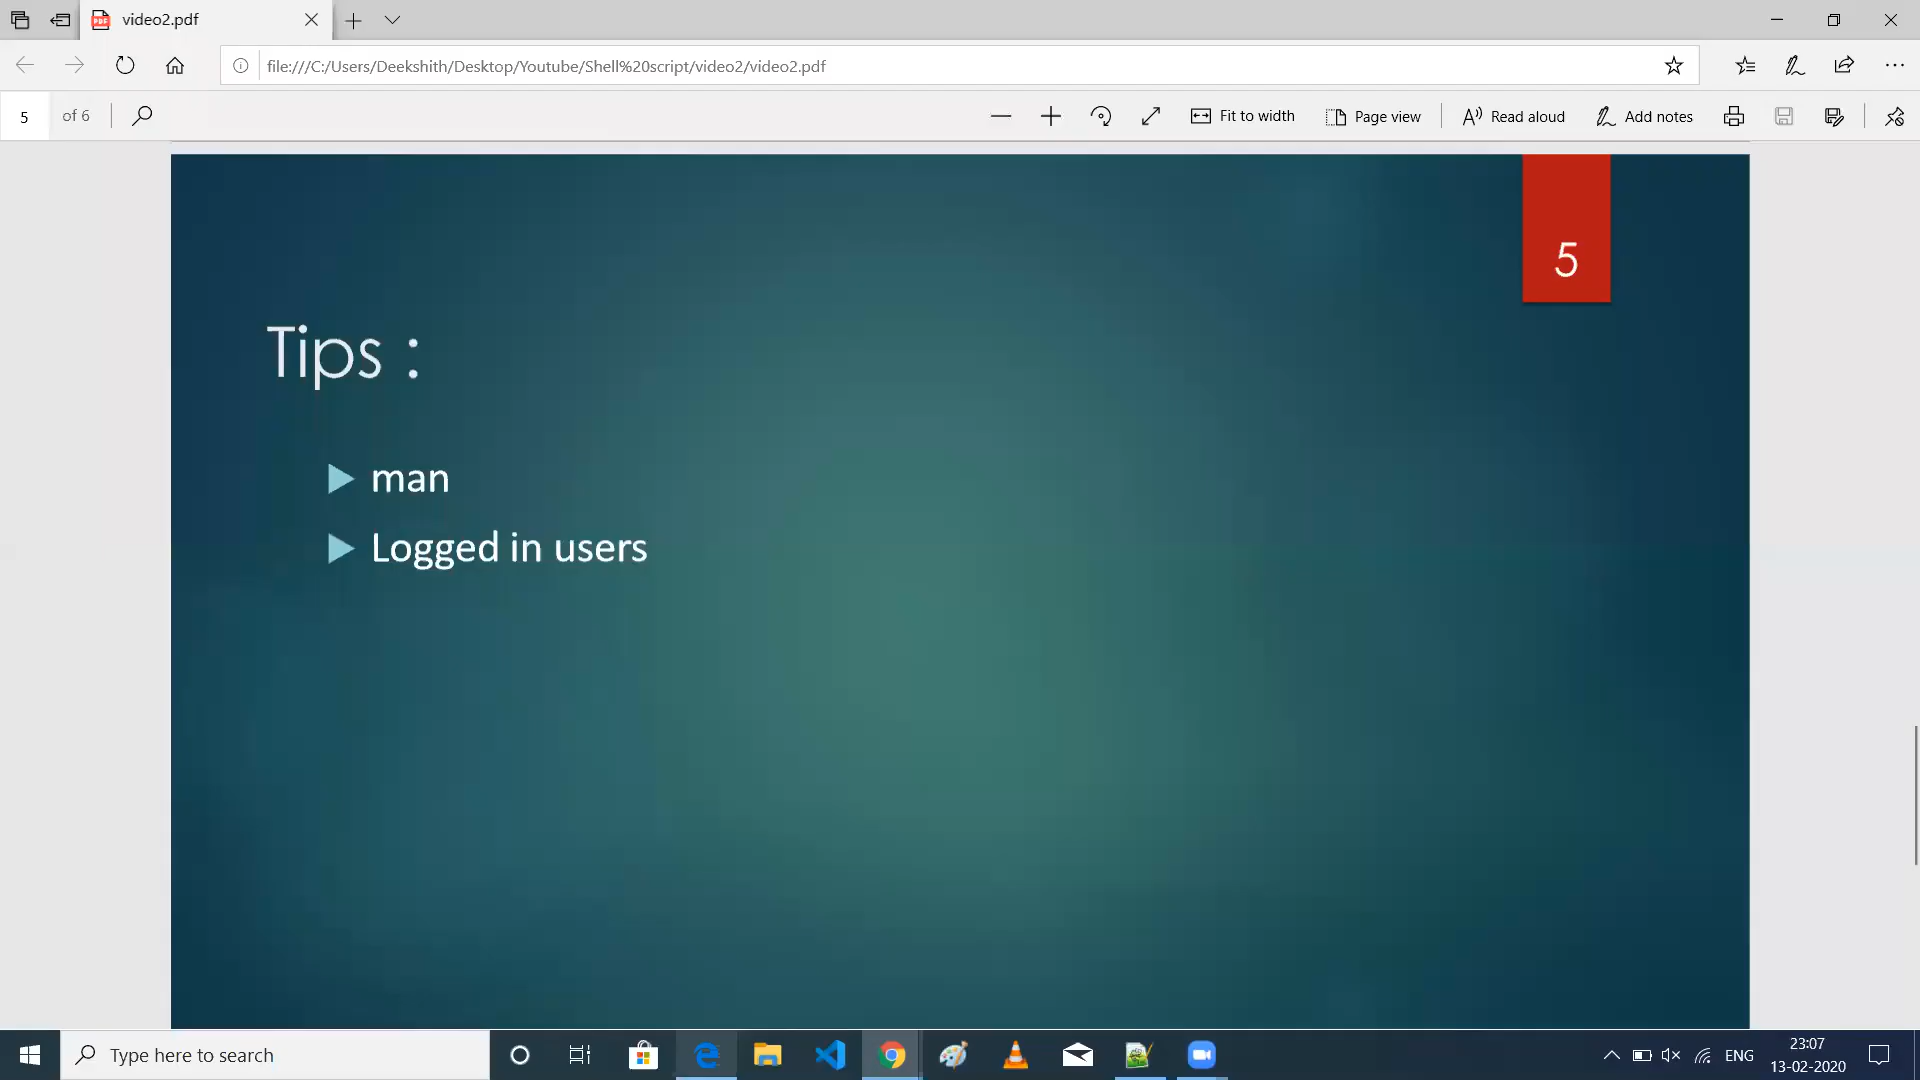 video2.pdf
file:///C:/Users/Deekshith/Desktop/Youtube/Shell%20script/video2/video2.pdf
5 of 6 Fit to width Page view Read aloud Add notes
5
Tips :
man
Logged in users
Type here to search
ENG
23:07
13-02-2020